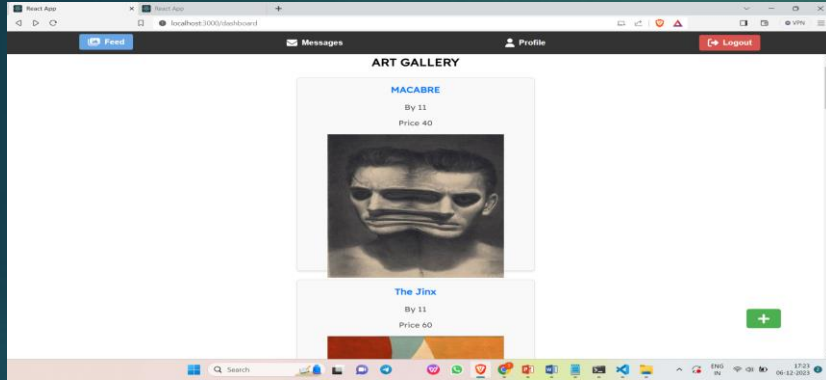 React App
React App
localhost:3000/dashboard
VPN
Feed
Messages
Profile
Logout
ART GALLERY
MACABRE
By 11
Price 40
The Jinx
By 11
Price 60
Search
ENG
IN
17:23
06-12-2023